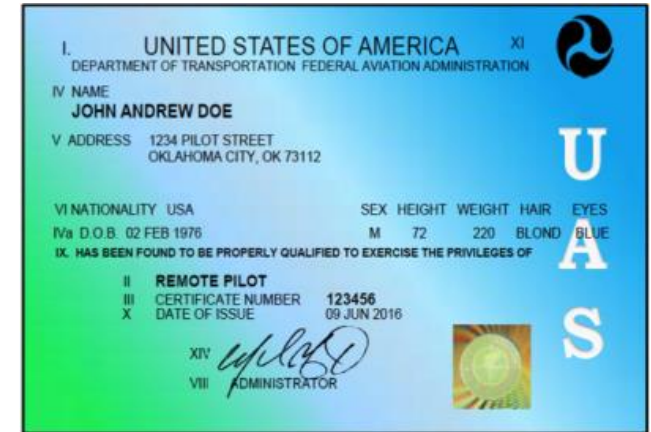 I. UNITED STATES OF AMERICA XI
DEPARTMENT OF TRANSPORTATION FEDERAL AVIATION ADMINISTRATION
IV NAME
JOHN ANDREW DOE
V ADDRESS 1234 PILOT STREET
OKLAHOMA CITY, OK 73112
VI NATIONALITY USA SEX HEIGHT WEIGHT HAIR EYES
IVa D.O.B. 02 FEB 1976 M 72 220 BLOND BLUE
IX. HAS BEEN FOUND TO BE PROPERLY QUALIFIED TO EXERCISE THE PRIVILEGES OF
II REMOTE PILOT
III CERTIFICATE NUMBER 123456
X DATE OF ISSUE 09 JUN 2016
XIV
VIII ADMINISTRATOR
U
A
S